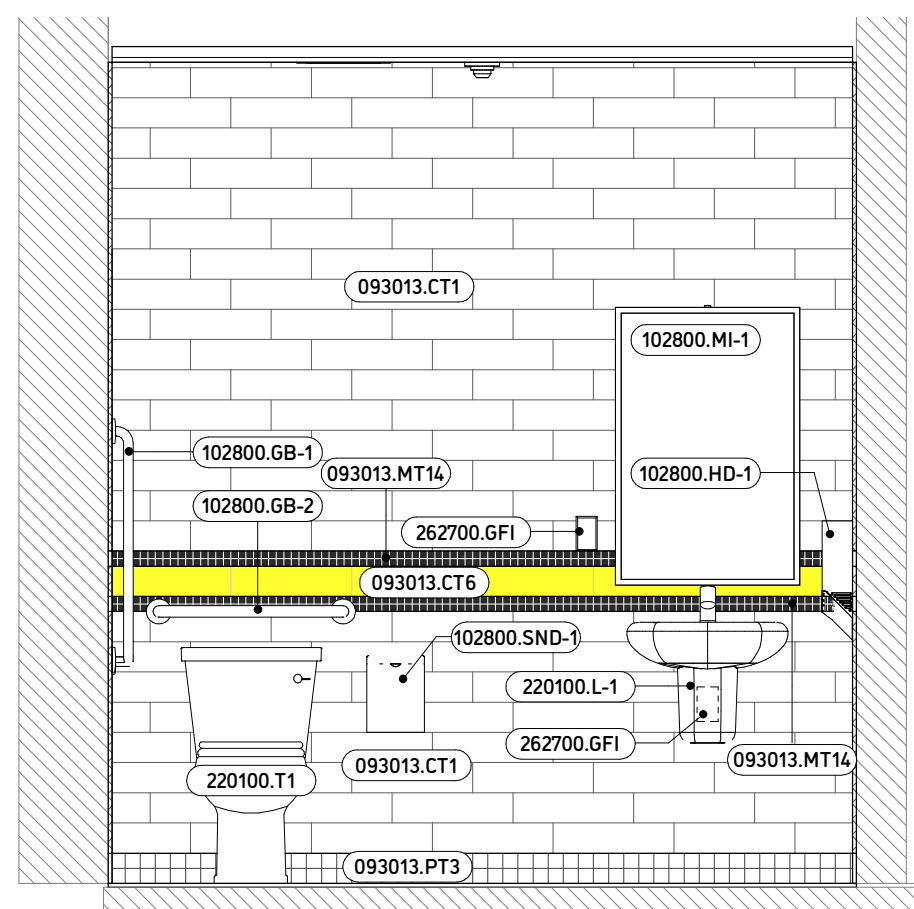 093013.CT1
102800.MI-1
102800.GB-1
093013.MT14
102800.HD-1
102800.GB-2
262700.GFI
093013.CT6
102800.SND-1
220100.L-1
262700.GFI
093013.MT14
093013.CT1
220100.T1
093013.PT3